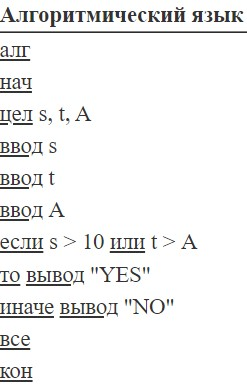 Алгоритмический язык
алг
нач
цел s, t, A
ввод s
ввод t
ввод A
если s > 10 или t > A
то вывод "YES"
иначе вывод "NO"
все
кон